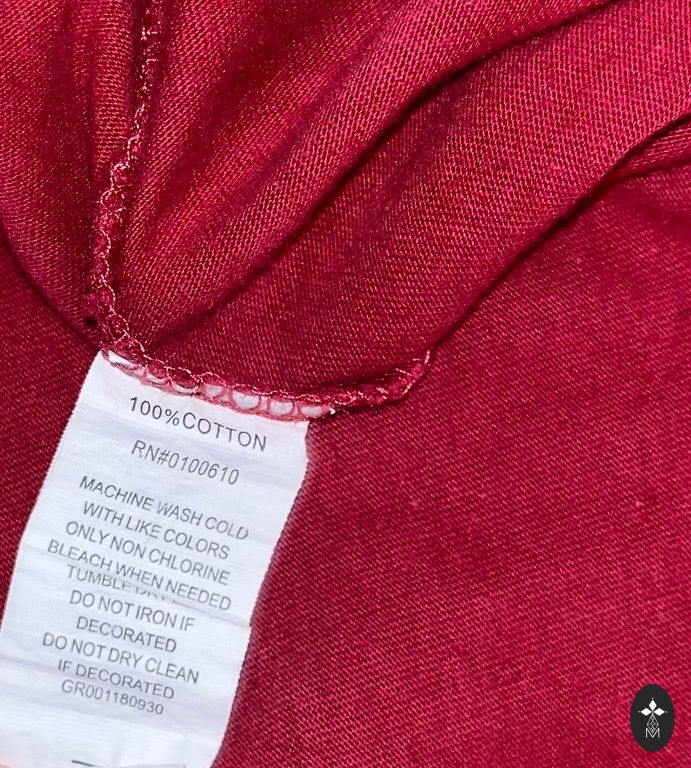 100%COTTON
RN#0100610
MACHINE WASH COLD
WITH LIKE COLORS
ONLY NON CHLORINE
BLEACH WHEN NEEDED
TUMBLE
DO NOT IRON IF
DECORATED
DO NOT DRY CLEAN
IF DECORATED
GR001180930
M